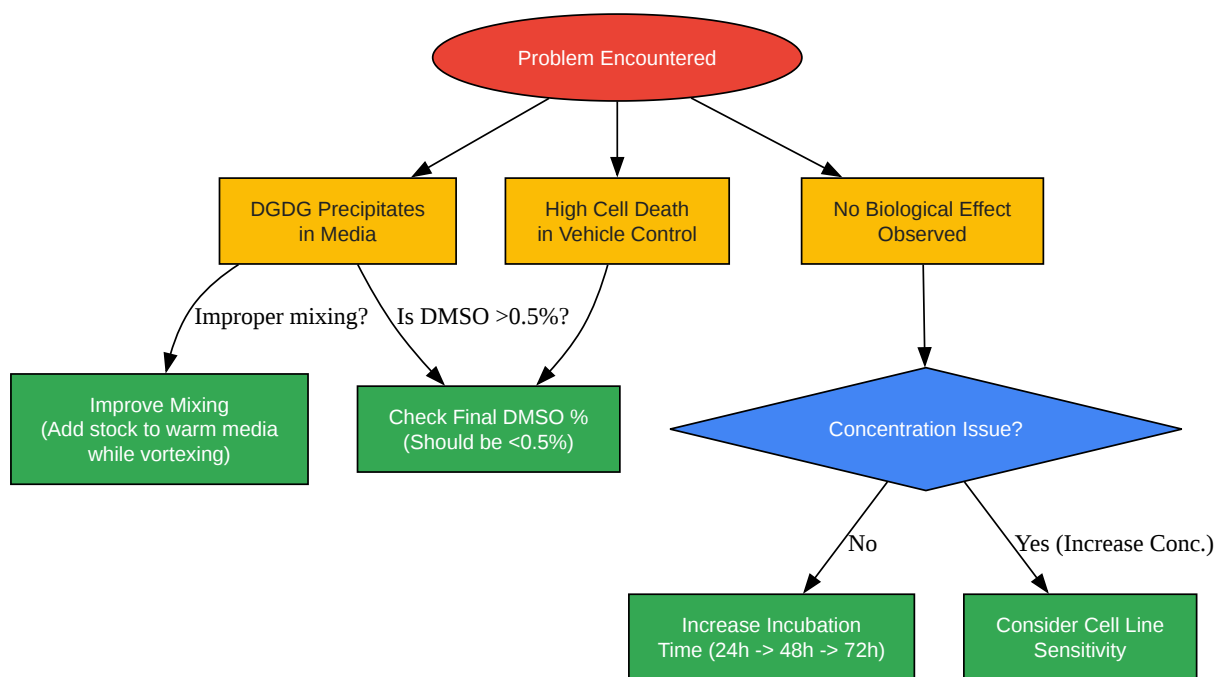 Problem Encountered
DGDG Precipitates
in Media
High Cell Death
in Vehicle Control
No Biological Effect
Observed
Improper mixing?
Is DMSO >0.5%?
Improve Mixing
(Add stock to warm media
while vortexing)
Check Final DMSO %
(Should be <0.5%)
Concentration Issue?
No
Yes (Increase Conc.)
Increase Incubation
Time (24h -> 48h -> 72h)
Consider Cell Line
Sensitivity